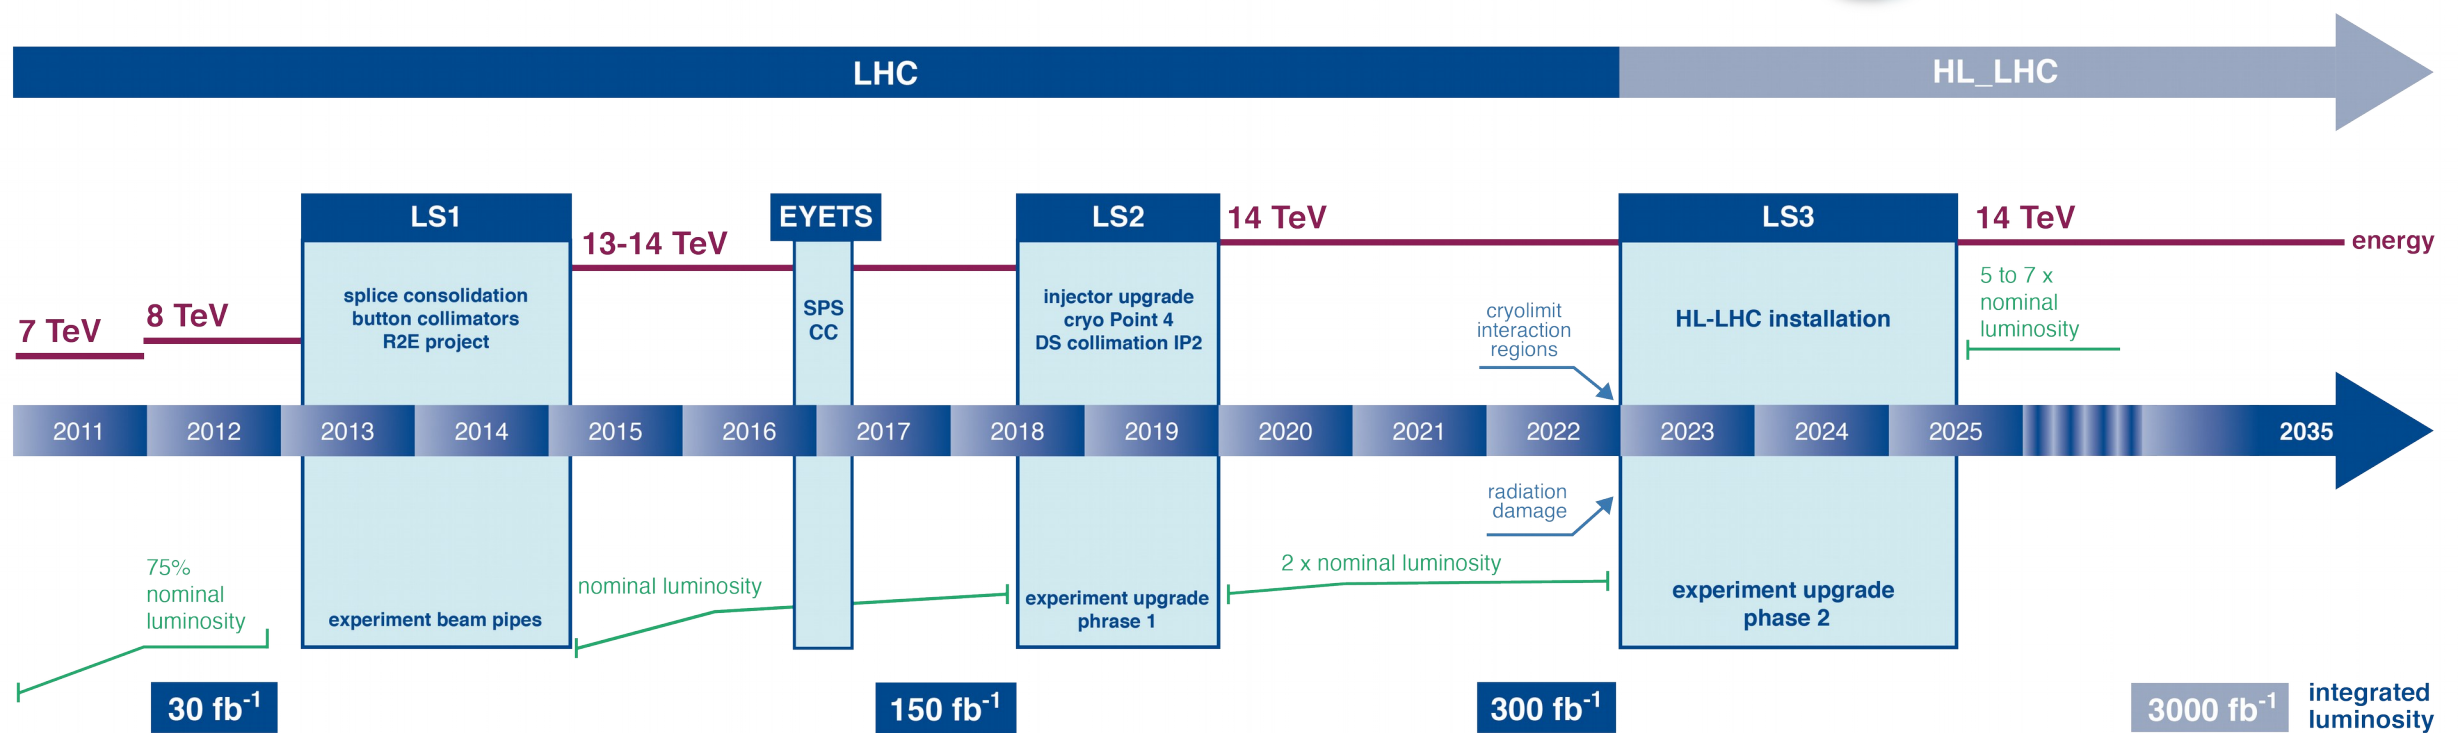 LHC
HL_LHC
LS1
EYETS
LS2
LS3
7 TeV
8 TeV
13-14 TeV
14 TeV
14 TeV
energy
splice consolidation
button collimators
R2E project
SPS
CC
injector upgrade
cryo Point 4
DS collimation IP2
cryolimit
interaction
regions
HL-LHC installation
5 to 7 x
nominal
luminosity
2011
2012
2013
2014
2015
2016
2017
2018
2019
2020
2021
2022
2023
2024
2025
2035
radiation
damage
75%
nominal
luminosity
experiment beam pipes
nominal luminosity
experiment upgrade
phrase 1
2 x nominal luminosity
experiment upgrade
phase 2
30 fb⁻¹
150 fb⁻¹
300 fb⁻¹
3000 fb⁻¹
integrated
luminosity